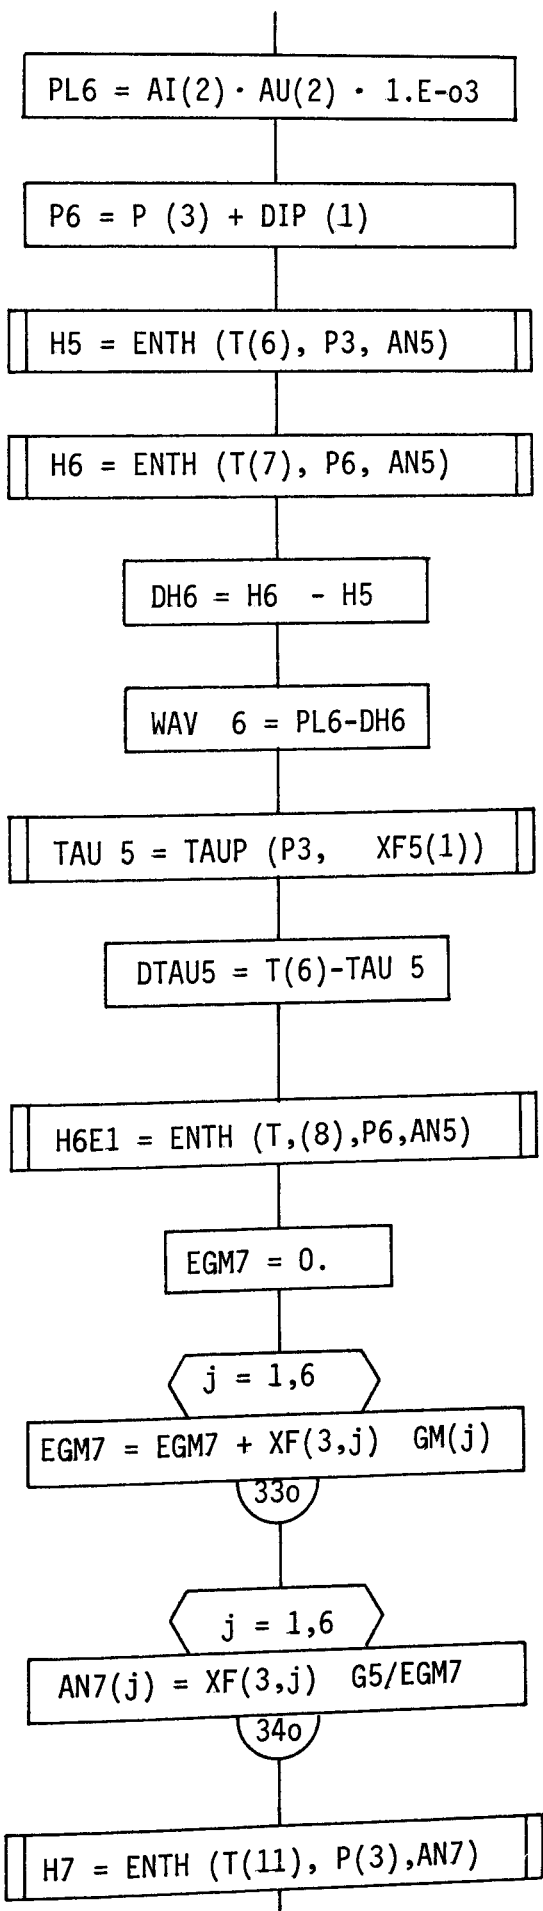 PL6 = AI(2) · AU(2) · 1.E-o3
P6 = P (3) + DIP (1)
H5 = ENTH (T(6), P3, AN5)
H6 = ENTH (T(7), P6, AN5)
DH6 = H6 - H5
WAV 6 = PL6-DH6
TAU 5 = TAUP (P3, XF5(1))
DTAU5 = T(6)-TAU 5
H6E1 = ENTH (T,(8),P6,AN5)
EGM7 = 0.
j = 1,6
EGM7 = EGM7 + XF(3,j) GM(j)
33o
j = 1,6
AN7(j) = XF(3,j) G5/EGM7
34o
H7 = ENTH (T(11), P(3),AN7)